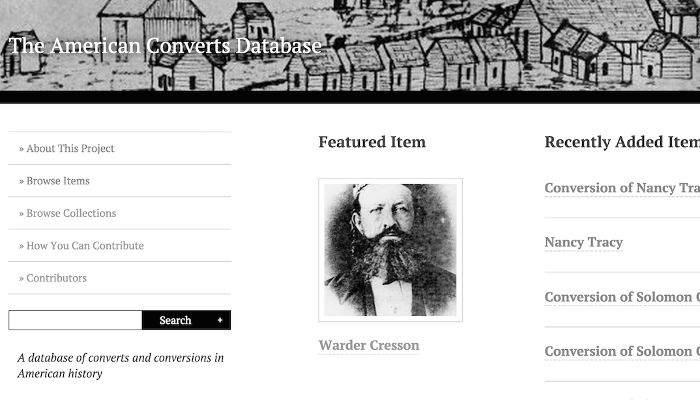 The American Converts Database
» About This Project
» Browse Items
» Browse Collections
» How You Can Contribute
» Contributors
Search +
A database of converts and conversions in
American history
Featured Item
Warder Cresson
Recently Added Item
Conversion of Nancy Tra
Nancy Tracy
Conversion of Solomon
Conversion of Solomon